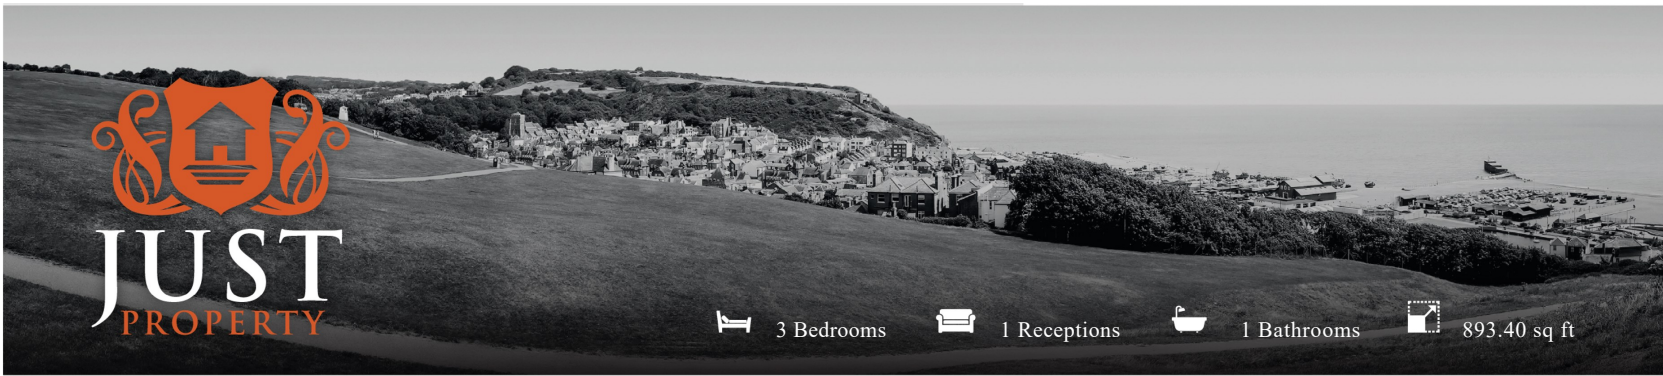 JUST
PROPERTY
3 Bedrooms 1 Receptions 1 Bathrooms 893.40 sq ft